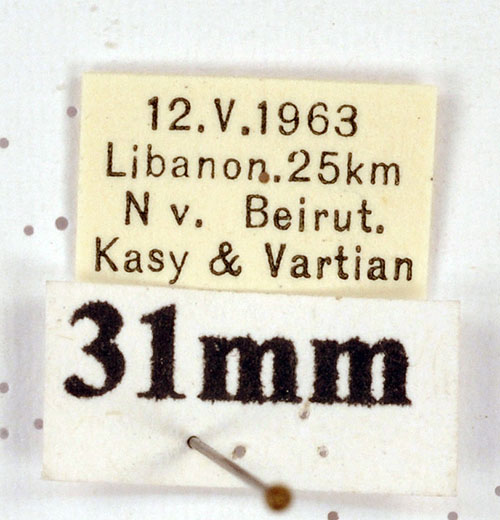 12.V.1963
Libanon.25km
N v. Beirut.
Kasy & Vartian
31mm